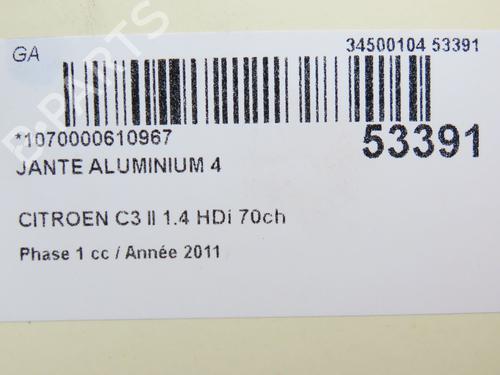 GA
34500104 53391
*1070000610967
53391
JANTE ALUMINIUM 4
CITROEN C3 II 1.4 HDi 70ch
Phase 1 cc / Année 2011
B-PARTS